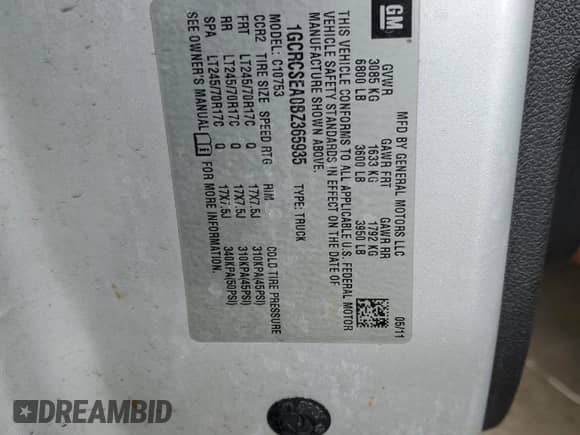 GM
MFD BY GENERAL MOTORS LLC 05/11
GVWR GAWR FRT GAWR RR
3085 KG 1633 KG 1792 KG
6800 LB 3600 LB 3950 LB
THIS VEHICLE CONFORMS TO ALL APPLICABLE U.S. FEDERAL MOTOR
VEHICLE SAFETY STANDARDS IN EFFECT ON THE DATE OF
MANUFACTURE SHOWN ABOVE.
1GCRCSEA0BZ365935 TYPE: TRUCK
MODEL: C10753
CCR2 TIRE SIZE SPEED RTG RIM COLD TIRE PRESSURE
FRT LT245/70R17C Q 17X7.5J 310KPA(45PSI)
RR LT245/70R17C Q 17X7.5J 310KPA(45PSI)
SPA LT245/70R17C Q 17X7.5J 340KPA(50PSI)
SEE OWNER'S MANUAL FOR MORE INFORMATION.
DREAMBID